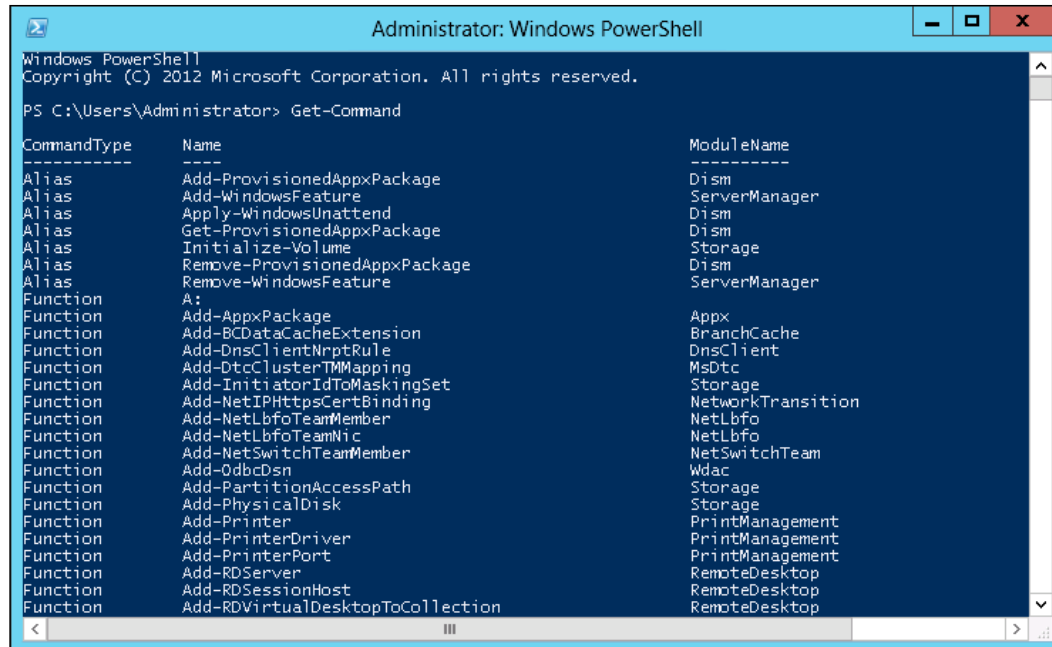 Administrator: Windows PowerShell
Windows PowerShell
Copyright (C) 2012 Microsoft Corporation. All rights reserved.
PS C:\Users\Administrator> Get-Command
CommandType Name ModuleName
----------- ---- ----------
Alias Add-ProvisionedAppxPackage Dism
Alias Add-WindowsFeature ServerManager
Alias Apply-WindowsUnattend Dism
Alias Get-ProvisionedAppxPackage Dism
Alias Initialize-Volume Storage
Alias Remove-ProvisionedAppxPackage Dism
Alias Remove-WindowsFeature ServerManager
Function A:
Function Add-AppxPackage Appx
Function Add-BCDataCacheExtension BranchCache
Function Add-DnsClientNrptRule DnsClient
Function Add-DtcClusterTMMapping MsDtc
Function Add-InitiatorIdToMaskingSet Storage
Function Add-NetIPHttpsCertBinding NetworkTransition
Function Add-NetLbfoTeamMember NetLbfo
Function Add-NetLbfoTeamNic NetLbfo
Function Add-NetSwitchTeamMember NetSwitchTeam
Function Add-OdbcDsn Wdac
Function Add-PartitionAccessPath Storage
Function Add-PhysicalDisk Storage
Function Add-Printer PrintManagement
Function Add-PrinterDriver PrintManagement
Function Add-PrinterPort PrintManagement
Function Add-RDServer RemoteDesktop
Function Add-RDSessionHost RemoteDesktop
Function Add-RDVirtualDesktopToCollection RemoteDesktop